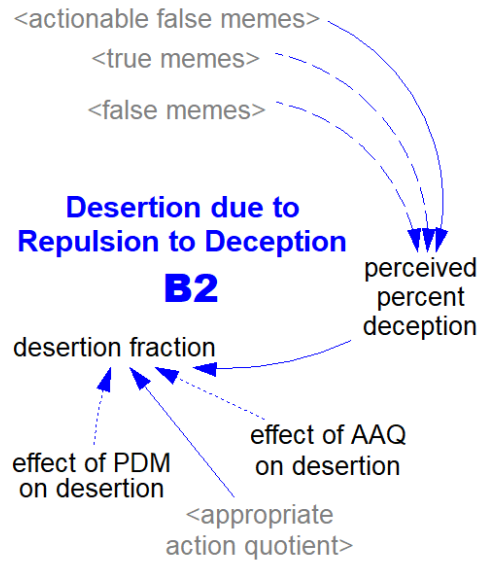 <actionable false memes>
<true memes>
<false memes>
Desertion due to
Repulsion to Deception
B2
perceived
percent
deception
desertion fraction
effect of AAQ
on desertion
effect of PDM
on desertion
<appropriate
action quotient>